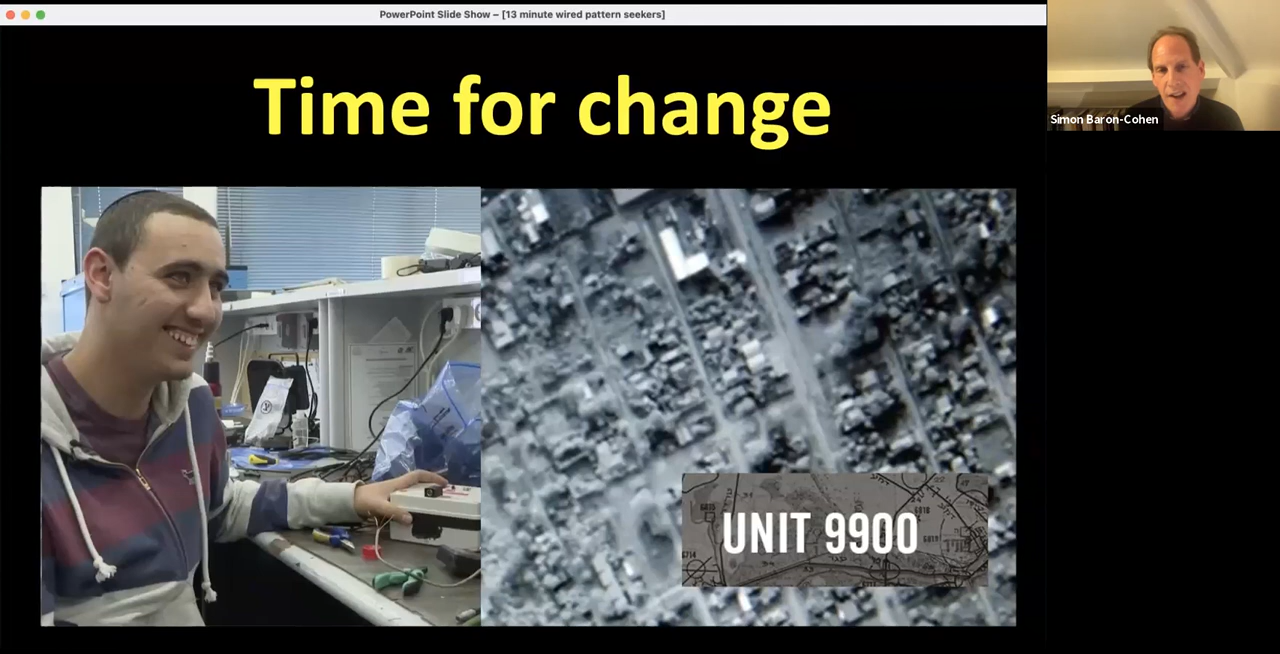 PowerPoint Slide Show – [13 minute wired pattern seekers]
Time for change
Simon Baron-Cohen
UNIT 9900